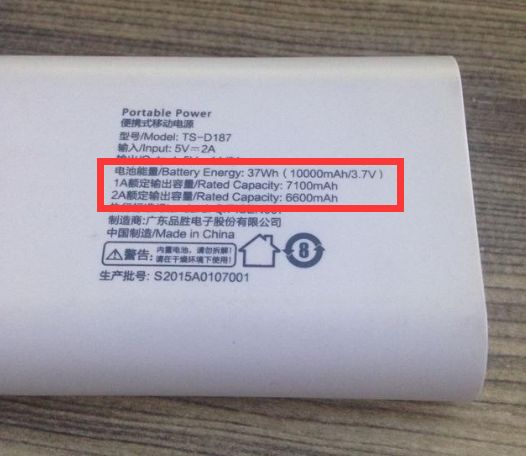 Portable Power
便携式移动电源
型号/Model: TS-D187
输入/Input: 5V⎓2A
电池能量/Battery Energy: 37Wh（10000mAh/3.7V）
1A额定输出容量/Rated Capacity: 7100mAh
2A额定输出容量/Rated Capacity: 6600mAh
制造商:广东品胜电子股份有限公司
中国制造/Made in China
警告:
内置电池，请勿拆解!
请在干燥环境下使用!
8
生产批号: S2015A0107001